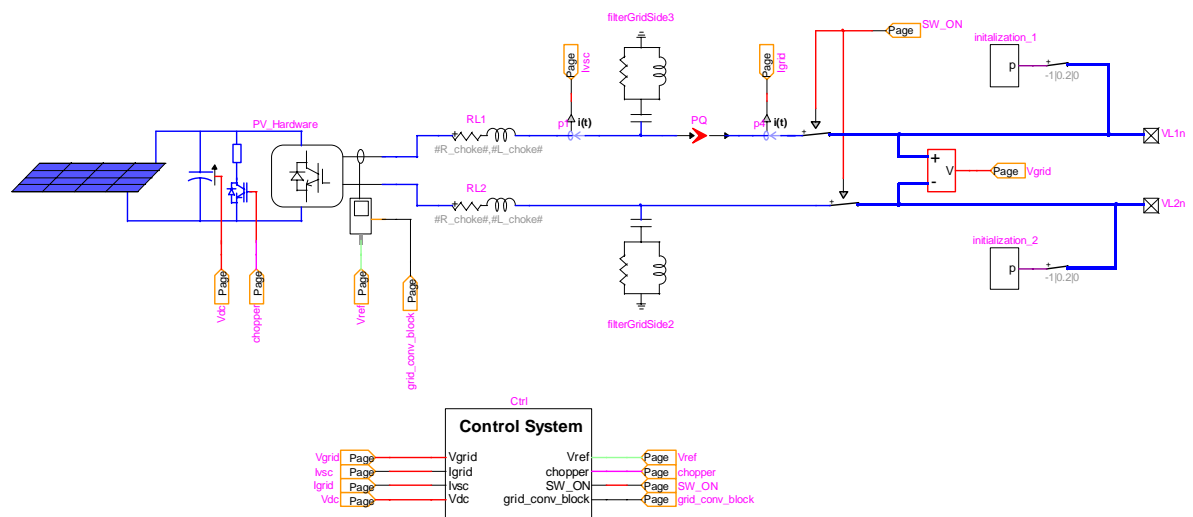 filterGridSide3
Page
SW_ON
Page
Ivsc
Page
Igrid
initalization_1
p
-1|0.2|0
PV_Hardware
RL1
+
#R_choke#,#L_choke#
p1
i(t)
PQ
p4
i(t)
+
VL1n
+
-
V
Page
Vgrid
RL2
+
#R_choke#,#L_choke#
+
VL2n
initialization_2
p
-1|0.2|0
Page
Vdc
Page
chopper
Page
Vref
Page
grid_conv_block
filterGridSide2
Ctrl
Control System
Vgrid
Page
Vgrid
Vref
Page
Vref
Ivsc
Page
Igrid
chopper
Page
chopper
Igrid
Page
Ivsc
SW_ON
Page
SW_ON
Vdc
Page
Vdc
grid_conv_block
Page
grid_conv_block